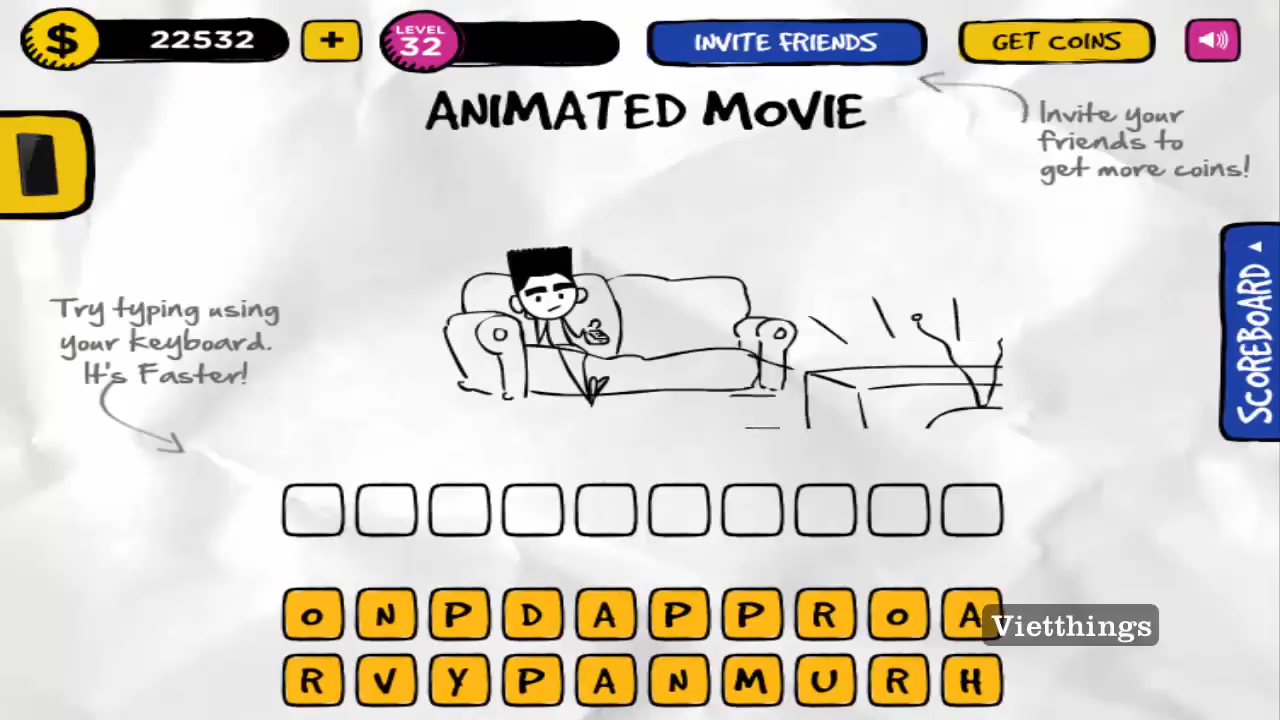 $ 22532
+
LEVEL
32
INVITE FRIENDS
GET COINS
ANIMATED MOVIE
Invite your
friends to
get more coins!
Try typing using
your keyboard.
It's Faster!
SCOREBOARD
O N P D A P P R O A
Vietthings
R V Y P A N M U R H